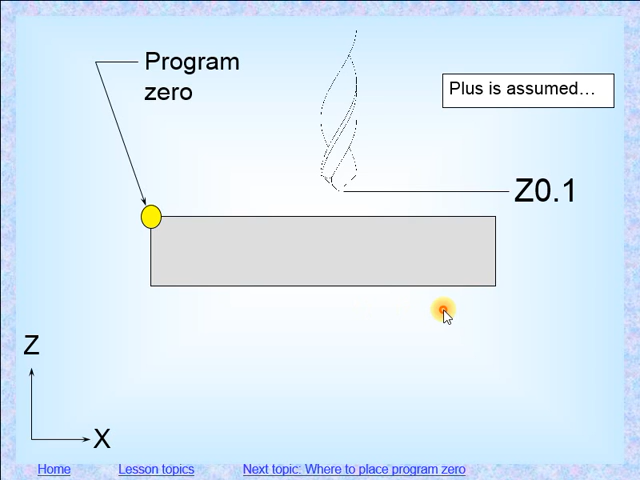 Program
zero
Plus is assumed…
Z0.1
Z
X
Home
Lesson topics
Next topic: Where to place program zero